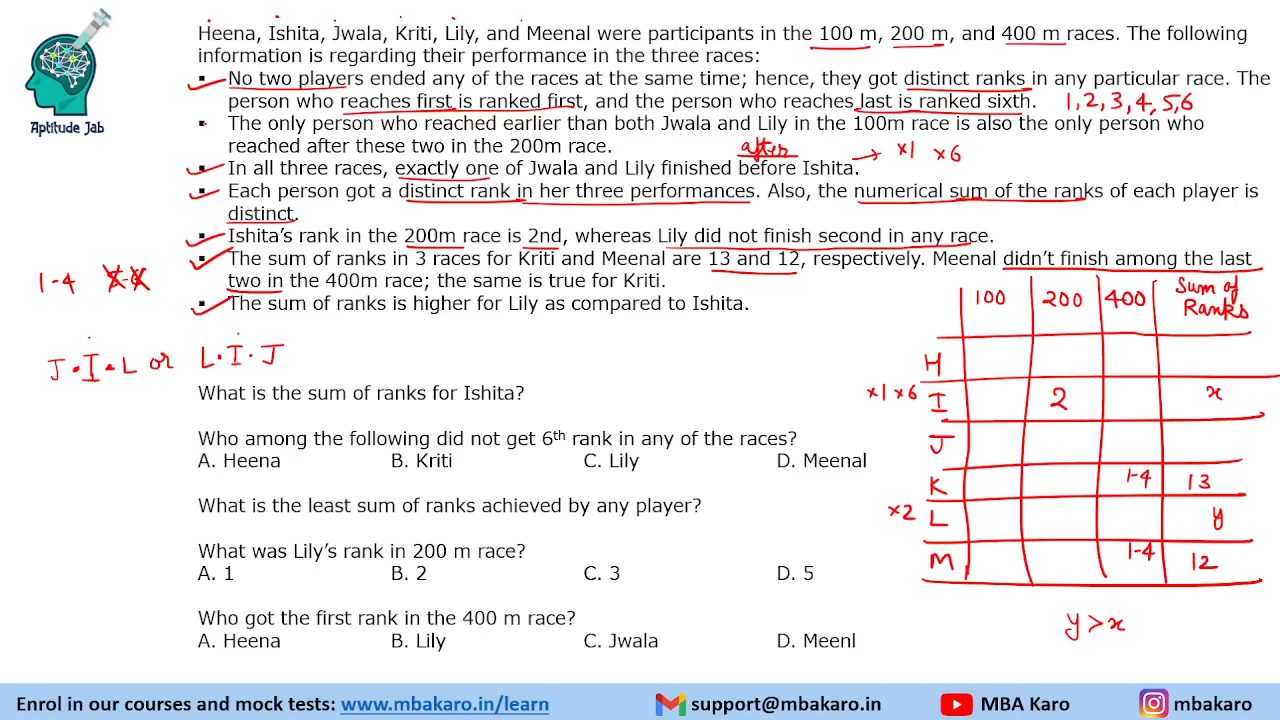 Heena, Ishita, Jwala, Kriti, Lily, and Meenal were participants in the 100 m, 200 m, and 400 m races. The following
information is regarding their performance in the three races:
▪ No two players ended any of the races at the same time; hence, they got distinct ranks in any particular race. The
person who reaches first is ranked first, and the person who reaches last is ranked sixth. 1,2,3,4,5,6
Aptitude Jab
▪ The only person who reached earlier than both Jwala and Lily in the 100m race is also the only person who
reached after these two in the 200m race. after → ×1 ×6
▪ In all three races, exactly one of Jwala and Lily finished before Ishita.
▪ Each person got a distinct rank in her three performances. Also, the numerical sum of the ranks of each player is
distinct.
▪ Ishita's rank in the 200m race is 2nd, whereas Lily did not finish second in any race.
▪ The sum of ranks in 3 races for Kriti and Meenal are 13 and 12, respectively. Meenal didn't finish among the last
two in the 400m race; the same is true for Kriti.
▪ The sum of ranks is higher for Lily as compared to Ishita.
1-4 5-6
J·I·L or L·I·J
What is the sum of ranks for Ishita?
Who among the following did not get 6th rank in any of the races?
A. Heena B. Kriti C. Lily D. Meenal
What is the least sum of ranks achieved by any player?
What was Lily's rank in 200 m race?
A. 1 B. 2 C. 3 D. 5
Who got the first rank in the 400 m race?
A. Heena B. Lily C. Jwala D. Meenl
100 200 400 Sum of Ranks
H
×1 ×6 I 2 x
J
K 1-4 13
×2 L y
M 1-4 12
y > x
Enrol in our courses and mock tests: www.mbakaro.in/learn support@mbakaro.in MBA Karo mbakaro